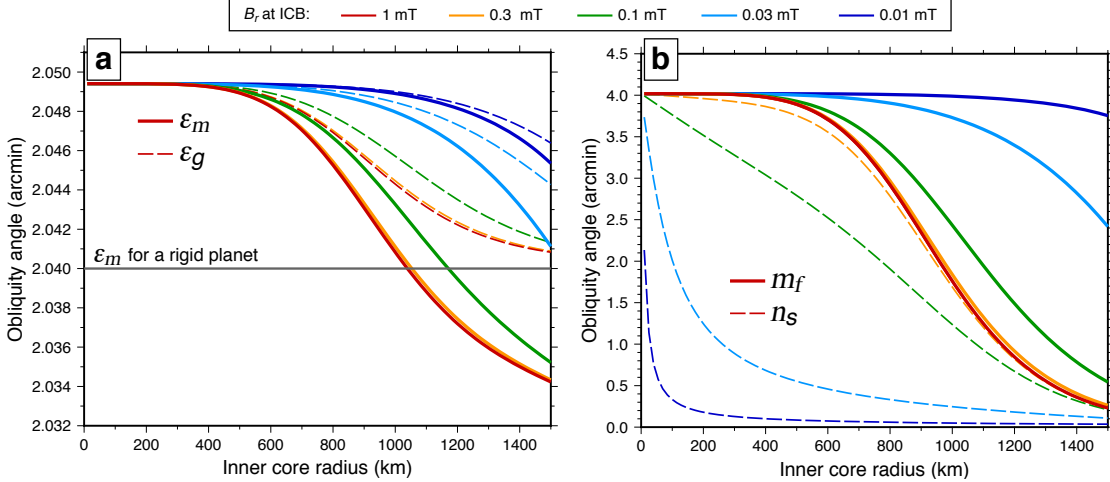 B_r at ICB: 1 mT 0.3 mT 0.1 mT 0.03 mT 0.01 mT
a
2.050
2.048
2.046
2.044
2.042
2.040
2.038
2.036
2.034
2.032
Obliquity angle (arcmin)
ε_m
ε_g
ε_m for a rigid planet
0 200 400 600 800 1000 1200 1400
Inner core radius (km)
b
4.5
4.0
3.5
3.0
2.5
2.0
1.5
1.0
0.5
0.0
Obliquity angle (arcmin)
m_f
n_s
0 200 400 600 800 1000 1200 1400
Inner core radius (km)